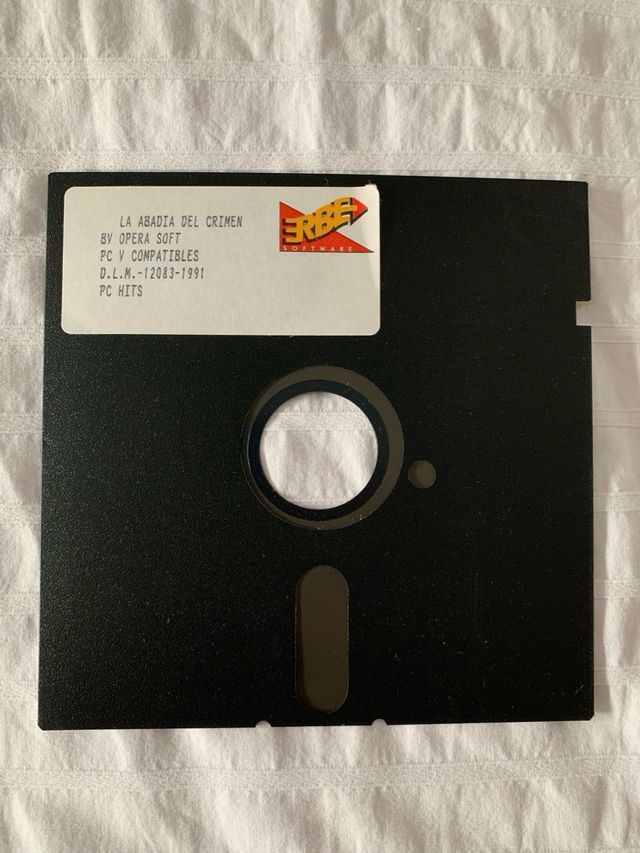 LA ABADIA DEL CRIMEN
BY OPERA SOFT
PC Y COMPATIBLES
D.L.M.-12083-1991
PC HITS
ERBE
SOFTWARE